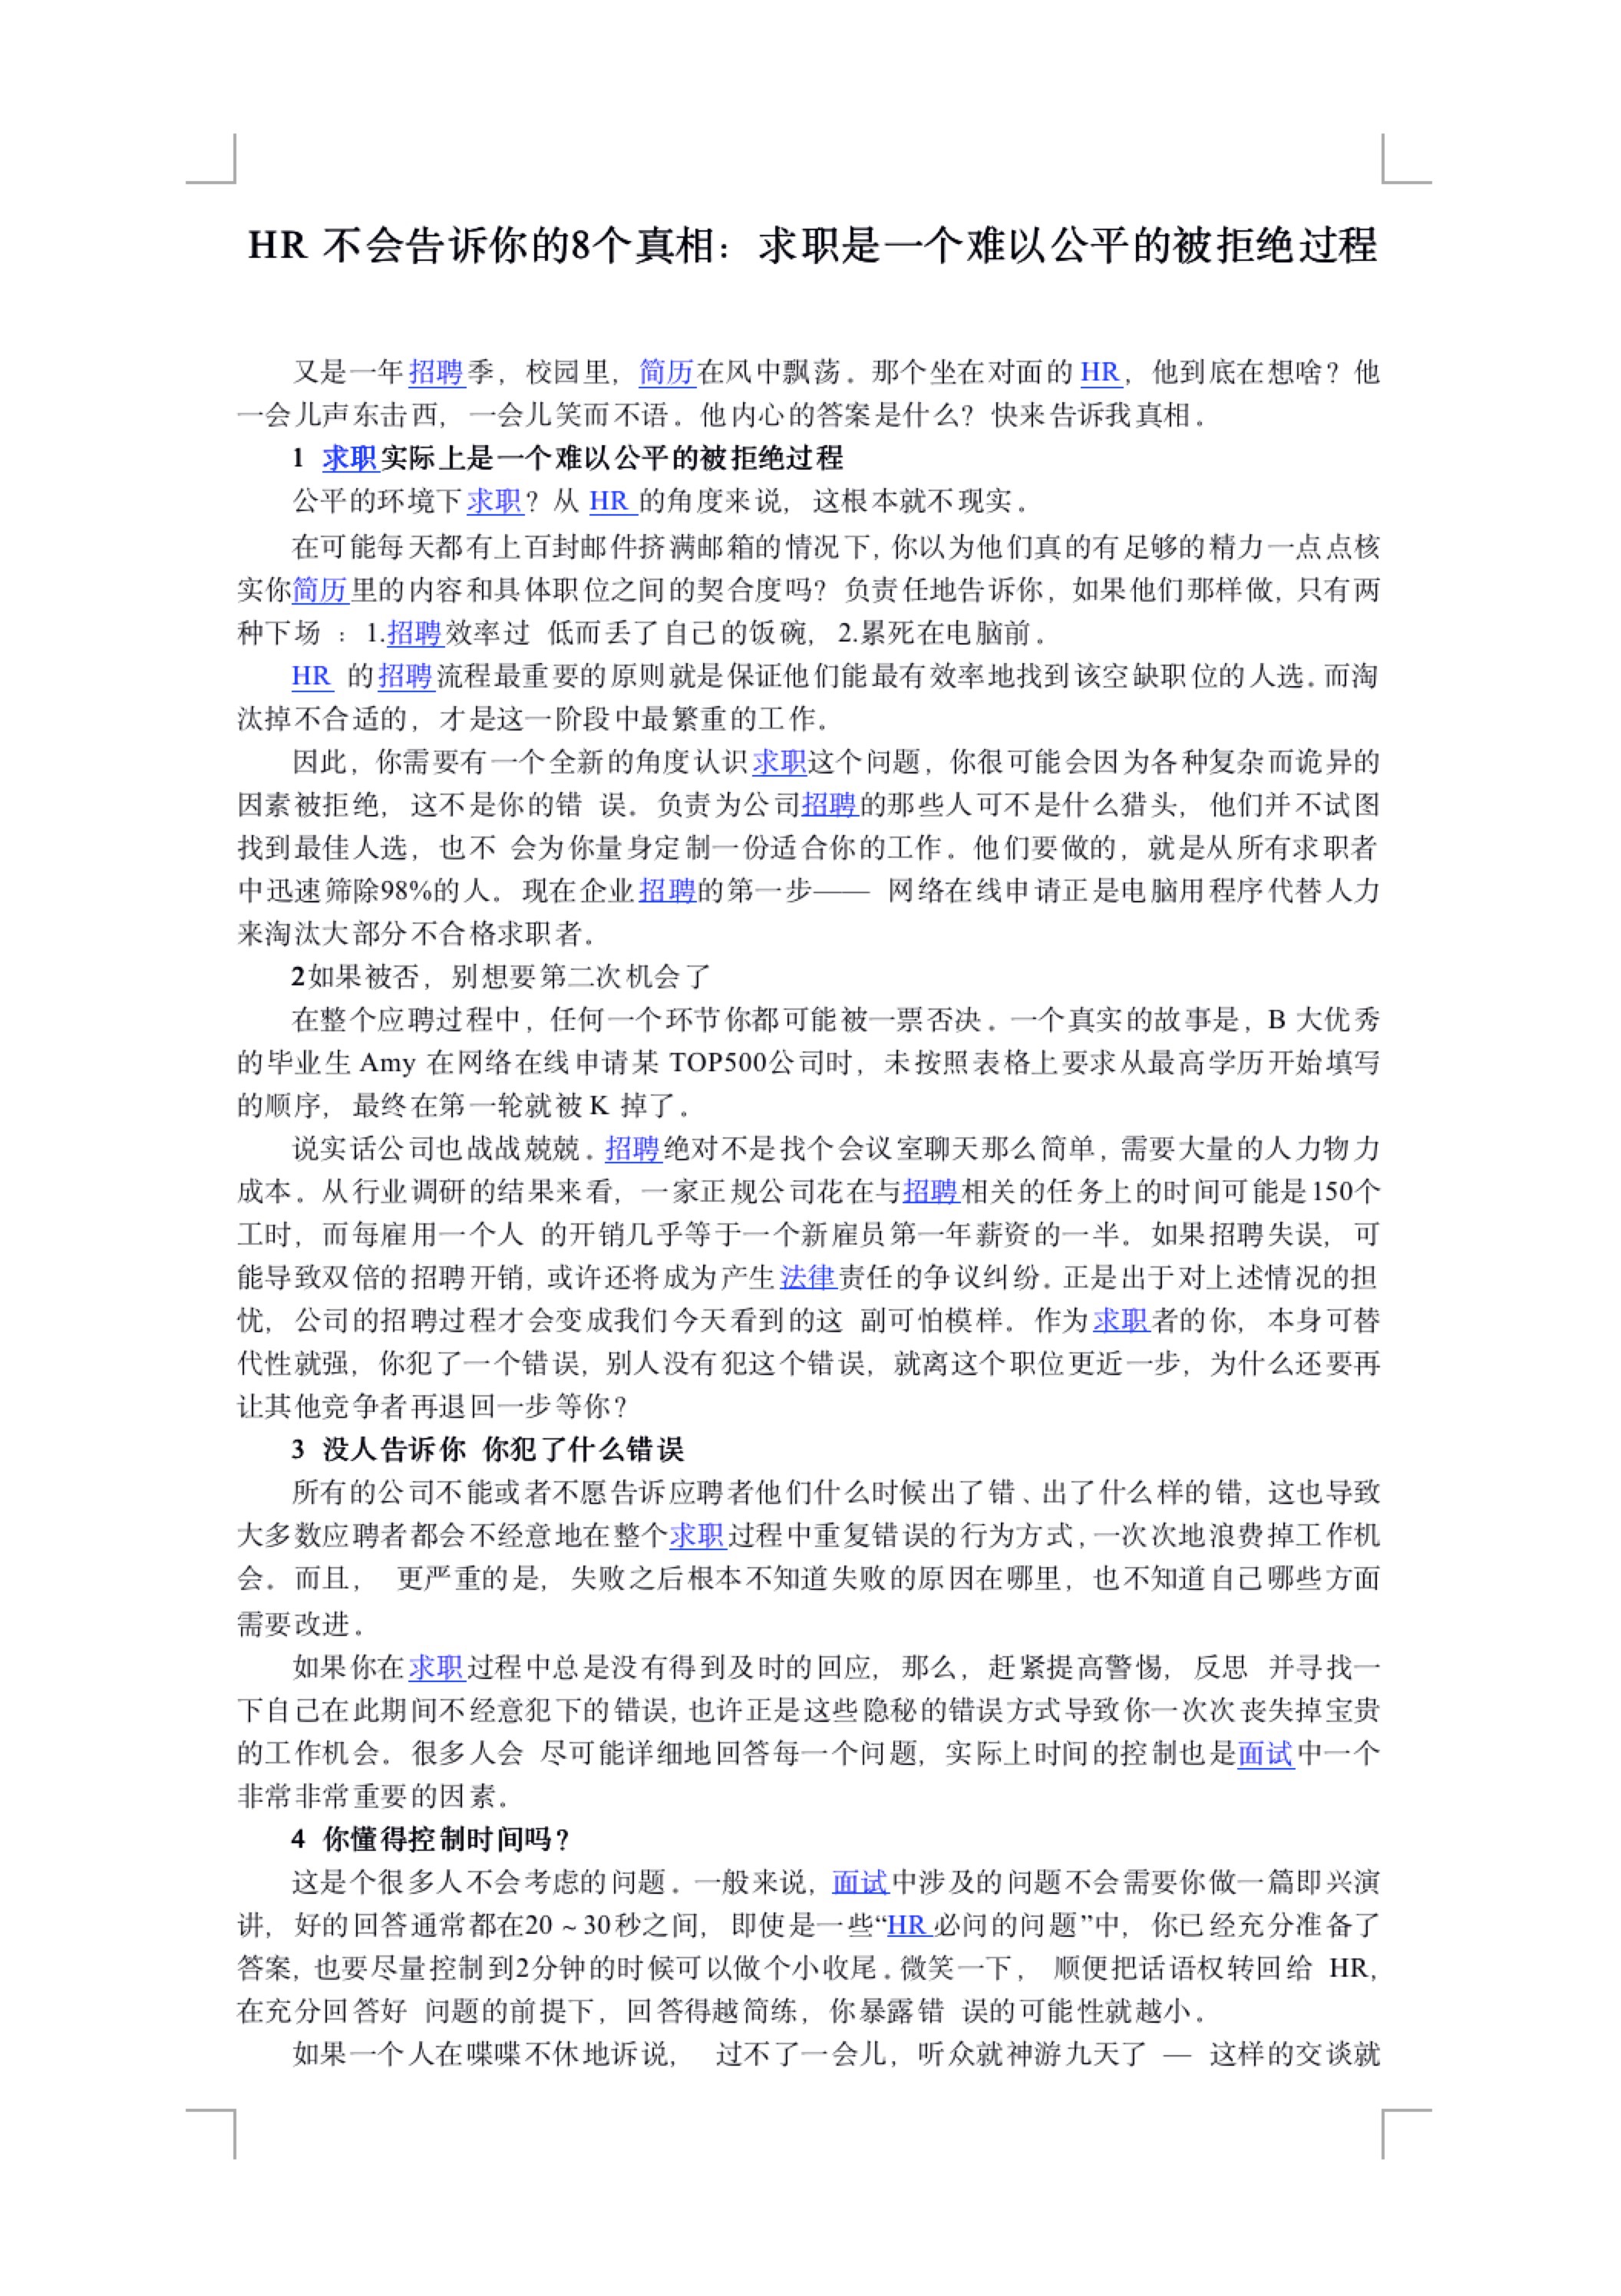 HR 不会告诉你的8个真相：求职是一个难以公平的被拒绝过程
又是一年招聘季，校园里，简历在风中飘荡。那个坐在对面的 HR，他到底在想啥？他
一会儿声东击西，一会儿笑而不语。他内心的答案是什么？快来告诉我真相。
1 求职实际上是一个难以公平的被拒绝过程
公平的环境下求职？从 HR 的角度来说，这根本就不现实。
在可能每天都有上百封邮件挤满邮箱的情况下，你以为他们真的有足够的精力一点点核
实你简历里的内容和具体职位之间的契合度吗？负责任地告诉你，如果他们那样做，只有两
种下场 ：1.招聘效率过 低而丢了自己的饭碗，2.累死在电脑前。
HR 的招聘流程最重要的原则就是保证他们能最有效率地找到该空缺职位的人选。而淘
汰掉不合适的，才是这一阶段中最繁重的工作。
因此，你需要有一个全新的角度认识求职这个问题，你很可能会因为各种复杂而诡异的
因素被拒绝，这不是你的错 误。负责为公司招聘的那些人可不是什么猎头，他们并不试图
找到最佳人选，也不 会为你量身定制一份适合你的工作。他们要做的，就是从所有求职者
中迅速筛除98%的人。现在企业招聘的第一步—— 网络在线申请正是电脑用程序代替人力
来淘汰大部分不合格求职者。
2如果被否，别想要第二次机会了
在整个应聘过程中，任何一个环节你都可能被一票否决。一个真实的故事是，B 大优秀
的毕业生 Amy 在网络在线申请某 TOP500公司时，未按照表格上要求从最高学历开始填写
的顺序，最终在第一轮就被 K 掉了。
说实话公司也战战兢兢。招聘绝对不是找个会议室聊天那么简单，需要大量的人力物力
成本。从行业调研的结果来看，一家正规公司花在与招聘相关的任务上的时间可能是150个
工时，而每雇用一个人 的开销几乎等于一个新雇员第一年薪资的一半。如果招聘失误，可
能导致双倍的招聘开销，或许还将成为产生法律责任的争议纠纷。正是出于对上述情况的担
忧，公司的招聘过程才会变成我们今天看到的这 副可怕模样。作为求职者的你，本身可替
代性就强，你犯了一个错误，别人没有犯这个错误，就离这个职位更近一步，为什么还要再
让其他竞争者再退回一步等你？
3 没人告诉你 你犯了什么错误
所有的公司不能或者不愿告诉应聘者他们什么时候出了错、出了什么样的错，这也导致
大多数应聘者都会不经意地在整个求职过程中重复错误的行为方式，一次次地浪费掉工作机
会。而且， 更严重的是，失败之后根本不知道失败的原因在哪里，也不知道自己哪些方面
需要改进。
如果你在求职过程中总是没有得到及时的回应，那么，赶紧提高警惕，反思 并寻找一
下自己在此期间不经意犯下的错误，也许正是这些隐秘的错误方式导致你一次次丧失掉宝贵
的工作机会。很多人会 尽可能详细地回答每一个问题，实际上时间的控制也是面试中一个
非常非常重要的因素。
4 你懂得控制时间吗？
这是个很多人不会考虑的问题。一般来说，面试中涉及的问题不会需要你做一篇即兴演
讲，好的回答通常都在20 ~ 30秒之间，即使是一些“HR 必问的问题”中，你已经充分准备了
答案，也要尽量控制到2分钟的时候可以做个小收尾。微笑一下， 顺便把话语权转回给 HR，
在充分回答好 问题的前提下，回答得越简练，你暴露错 误的可能性就越小。
如果一个人在喋喋不休地诉说， 过不了一会儿，听众就神游九天了 — 这样的交谈就